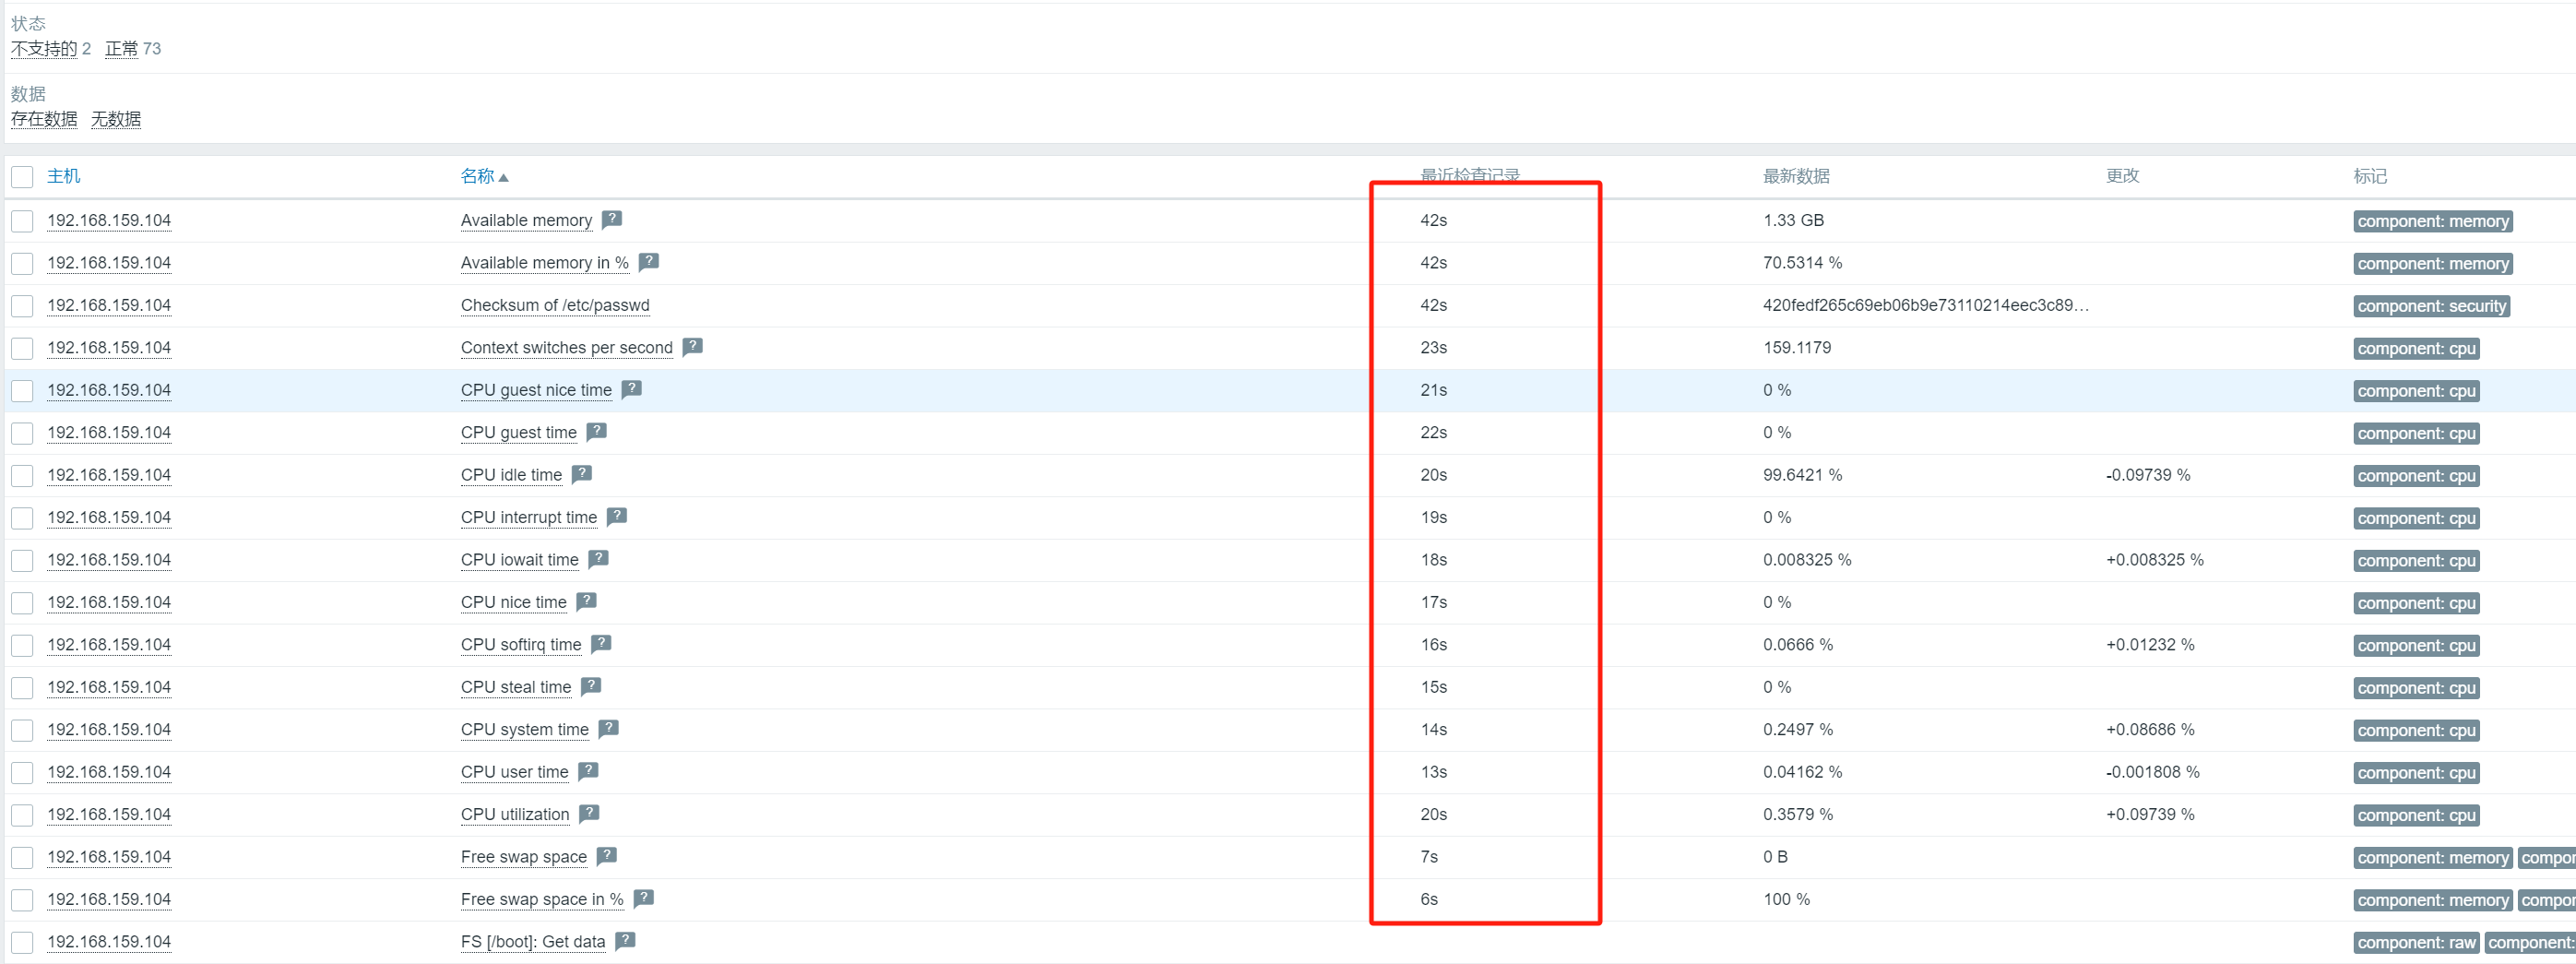 状态
不支持的 2 正常 73
数据
存在数据 无数据
主机 名称 最近检查记录 最新数据 更改 标记
192.168.159.104 Available memory ? 42s 1.33 GB component: memory
192.168.159.104 Available memory in % ? 42s 70.5314 % component: memory
192.168.159.104 Checksum of /etc/passwd 42s 420fedf265c69eb06b9e73110214eec3c89... component: security
192.168.159.104 Context switches per second ? 23s 159.1179 component: cpu
192.168.159.104 CPU guest nice time ? 21s 0 % component: cpu
192.168.159.104 CPU guest time ? 22s 0 % component: cpu
192.168.159.104 CPU idle time ? 20s 99.6421 % -0.09739 % component: cpu
192.168.159.104 CPU interrupt time ? 19s 0 % component: cpu
192.168.159.104 CPU iowait time ? 18s 0.008325 % +0.008325 % component: cpu
192.168.159.104 CPU nice time ? 17s 0 % component: cpu
192.168.159.104 CPU softirq time ? 16s 0.0666 % +0.01232 % component: cpu
192.168.159.104 CPU steal time ? 15s 0 % component: cpu
192.168.159.104 CPU system time ? 14s 0.2497 % +0.08686 % component: cpu
192.168.159.104 CPU user time ? 13s 0.04162 % -0.001808 % component: cpu
192.168.159.104 CPU utilization ? 20s 0.3579 % +0.09739 % component: cpu
192.168.159.104 Free swap space ? 7s 0 B component: memory compor
192.168.159.104 Free swap space in % ? 6s 100 % component: memory compor
192.168.159.104 FS [/boot]: Get data ? component: raw component: